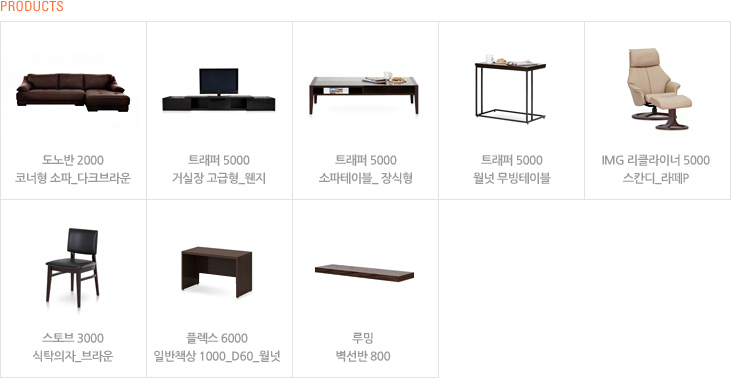 PRODUCTS
도노반 2000
코너형 소파_다크브라운
트래퍼 5000
거실장 고급형_웬지
트래퍼 5000
소파테이블_ 장식형
트래퍼 5000
월넛 무빙테이블
IMG 리클라이너 5000
스칸디_라떼P
스토브 3000
식탁의자_브라운
플렉스 6000
일반책상 1000_D60_월넛
루밍
벽선반 800